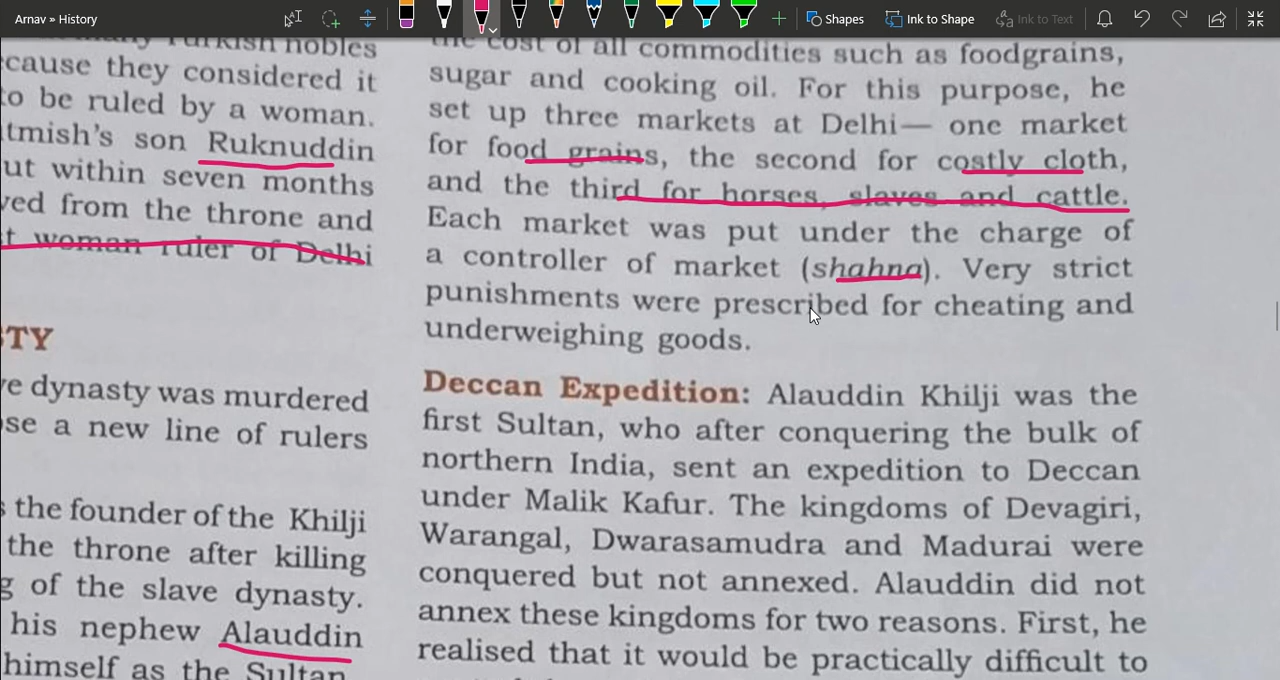 Arnav » History
Shapes
Ink to Shape
Ink to Text
many Turkish nobles
cause they considered it
to be ruled by a woman.
tmish's son Ruknuddin
ut within seven months
ved from the throne and
t woman ruler of Delhi
STY
ve dynasty was murdered
ose a new line of rulers
s the founder of the Khilji
the throne after killing
g of the slave dynasty.
his nephew Alauddin
himself as the Sultan
the cost of all commodities such as foodgrains,
sugar and cooking oil. For this purpose, he
set up three markets at Delhi— one market
for food grains, the second for costly cloth,
and the third for horses, slaves and cattle.
Each market was put under the charge of
a controller of market (shahna). Very strict
punishments were prescribed for cheating and
underweighing goods.
Deccan Expedition: Alauddin Khilji was the
first Sultan, who after conquering the bulk of
northern India, sent an expedition to Deccan
under Malik Kafur. The kingdoms of Devagiri,
Warangal, Dwarasamudra and Madurai were
conquered but not annexed. Alauddin did not
annex these kingdoms for two reasons. First, he
realised that it would be practically difficult to